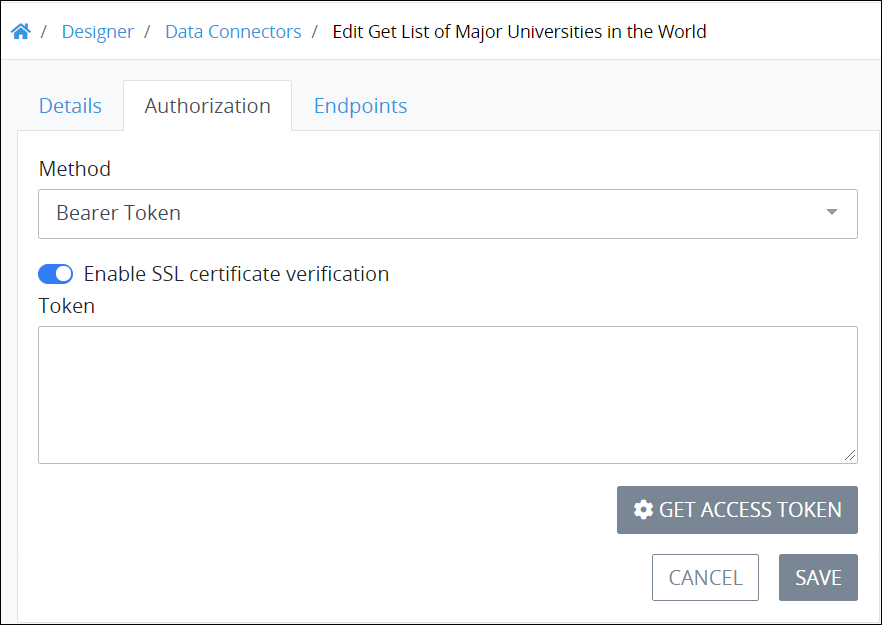 / Designer / Data Connectors / Edit Get List of Major Universities in the World
Details Authorization Endpoints
Method
Bearer Token
Enable SSL certificate verification
Token
GET ACCESS TOKEN
CANCEL SAVE